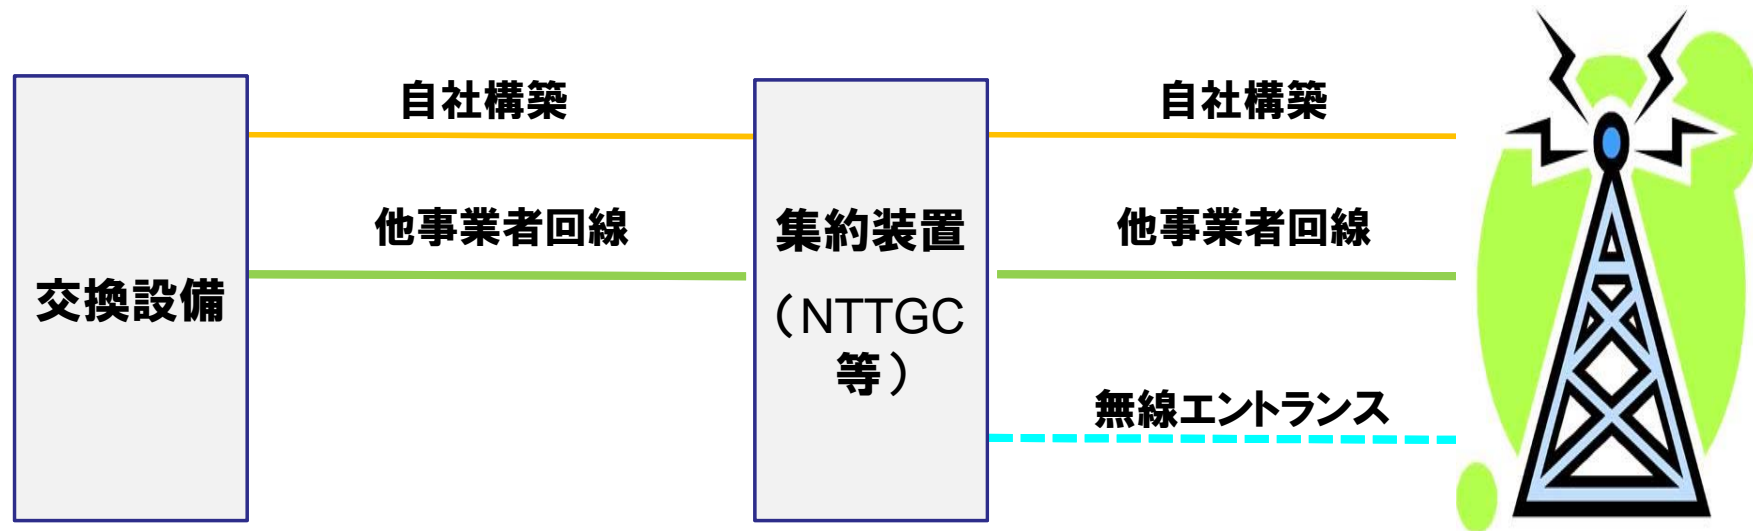 交換設備
自社構築
他事業者回線
集約装置
（NTTGC
等）
自社構築
他事業者回線
無線エントランス